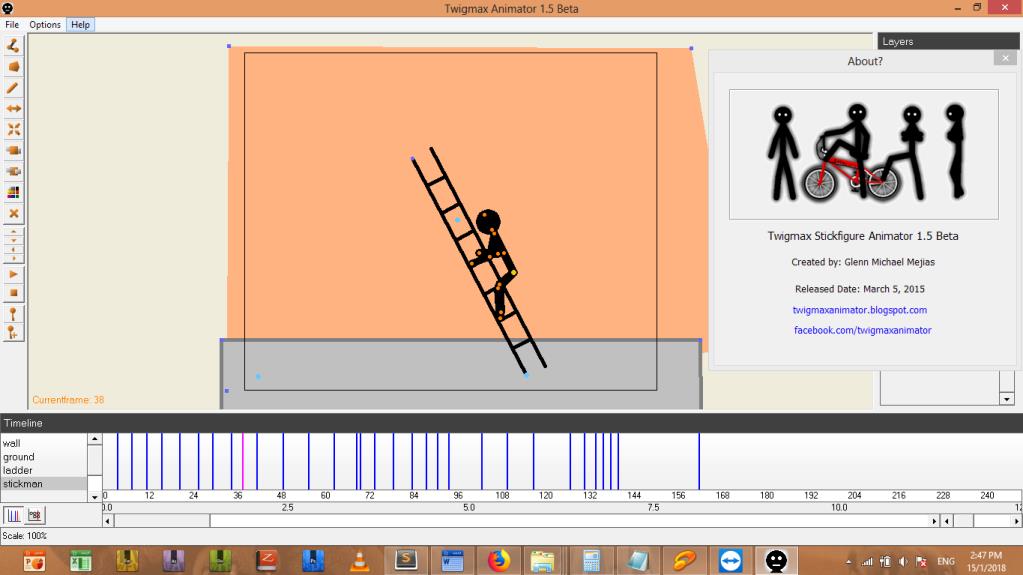 Twigmax Animator 1.5 Beta
File Options Help
Layers
About?
Twigmax Stickfigure Animator 1.5 Beta
Created by: Glenn Michael Mejias
Released Date: March 5, 2015
twigmaxanimator.blogspot.com
facebook.com/twigmaxanimator
Currentframe: 38
Timeline
wall
ground
ladder
stickman
0 12 24 36 48 60 72 84 96 108 120 132 144 156 168 180 192 204 216 228 240
0.0 2.5 5.0 7.5 10.0 12
Scale: 100%
ENG
2:47 PM
15/1/2018